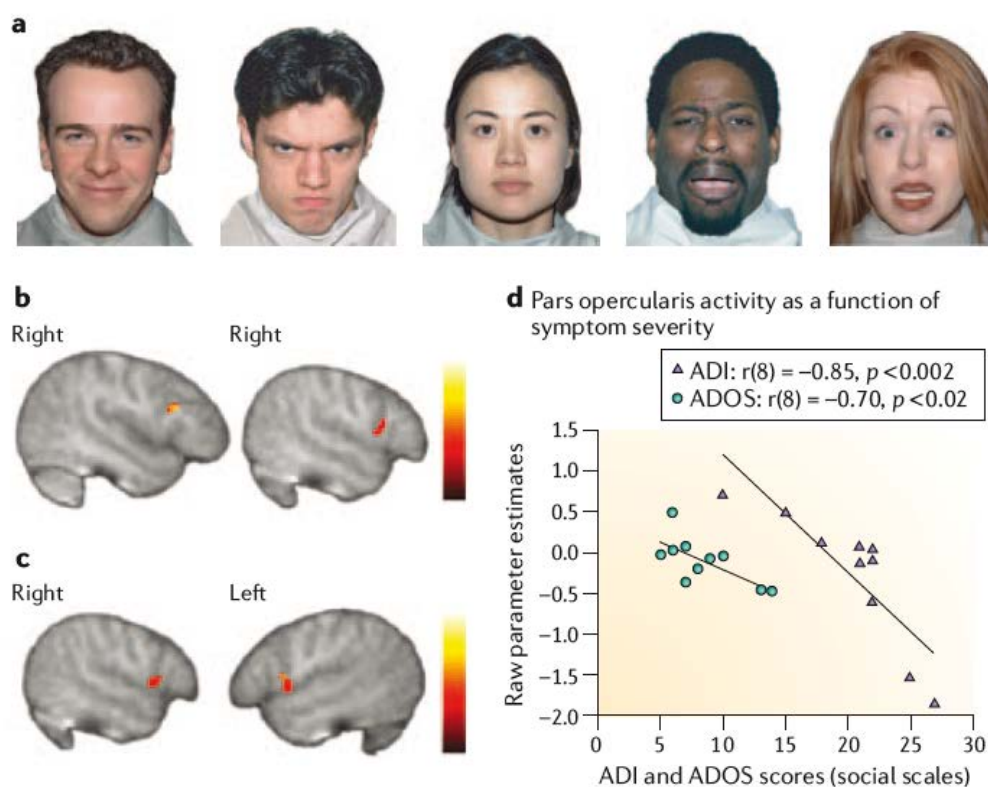 a
b
Right Right
c
Right Left
d Pars opercularis activity as a function of
symptom severity
ADI: r(8) = –0.85, p <0.002
ADOS: r(8) = –0.70, p <0.02
Raw parameter estimates
1.5
1.0
0.5
0.0
–0.5
–1.0
–1.5
–2.0
0 5 10 15 21 25 30
ADI and ADOS scores (social scales)